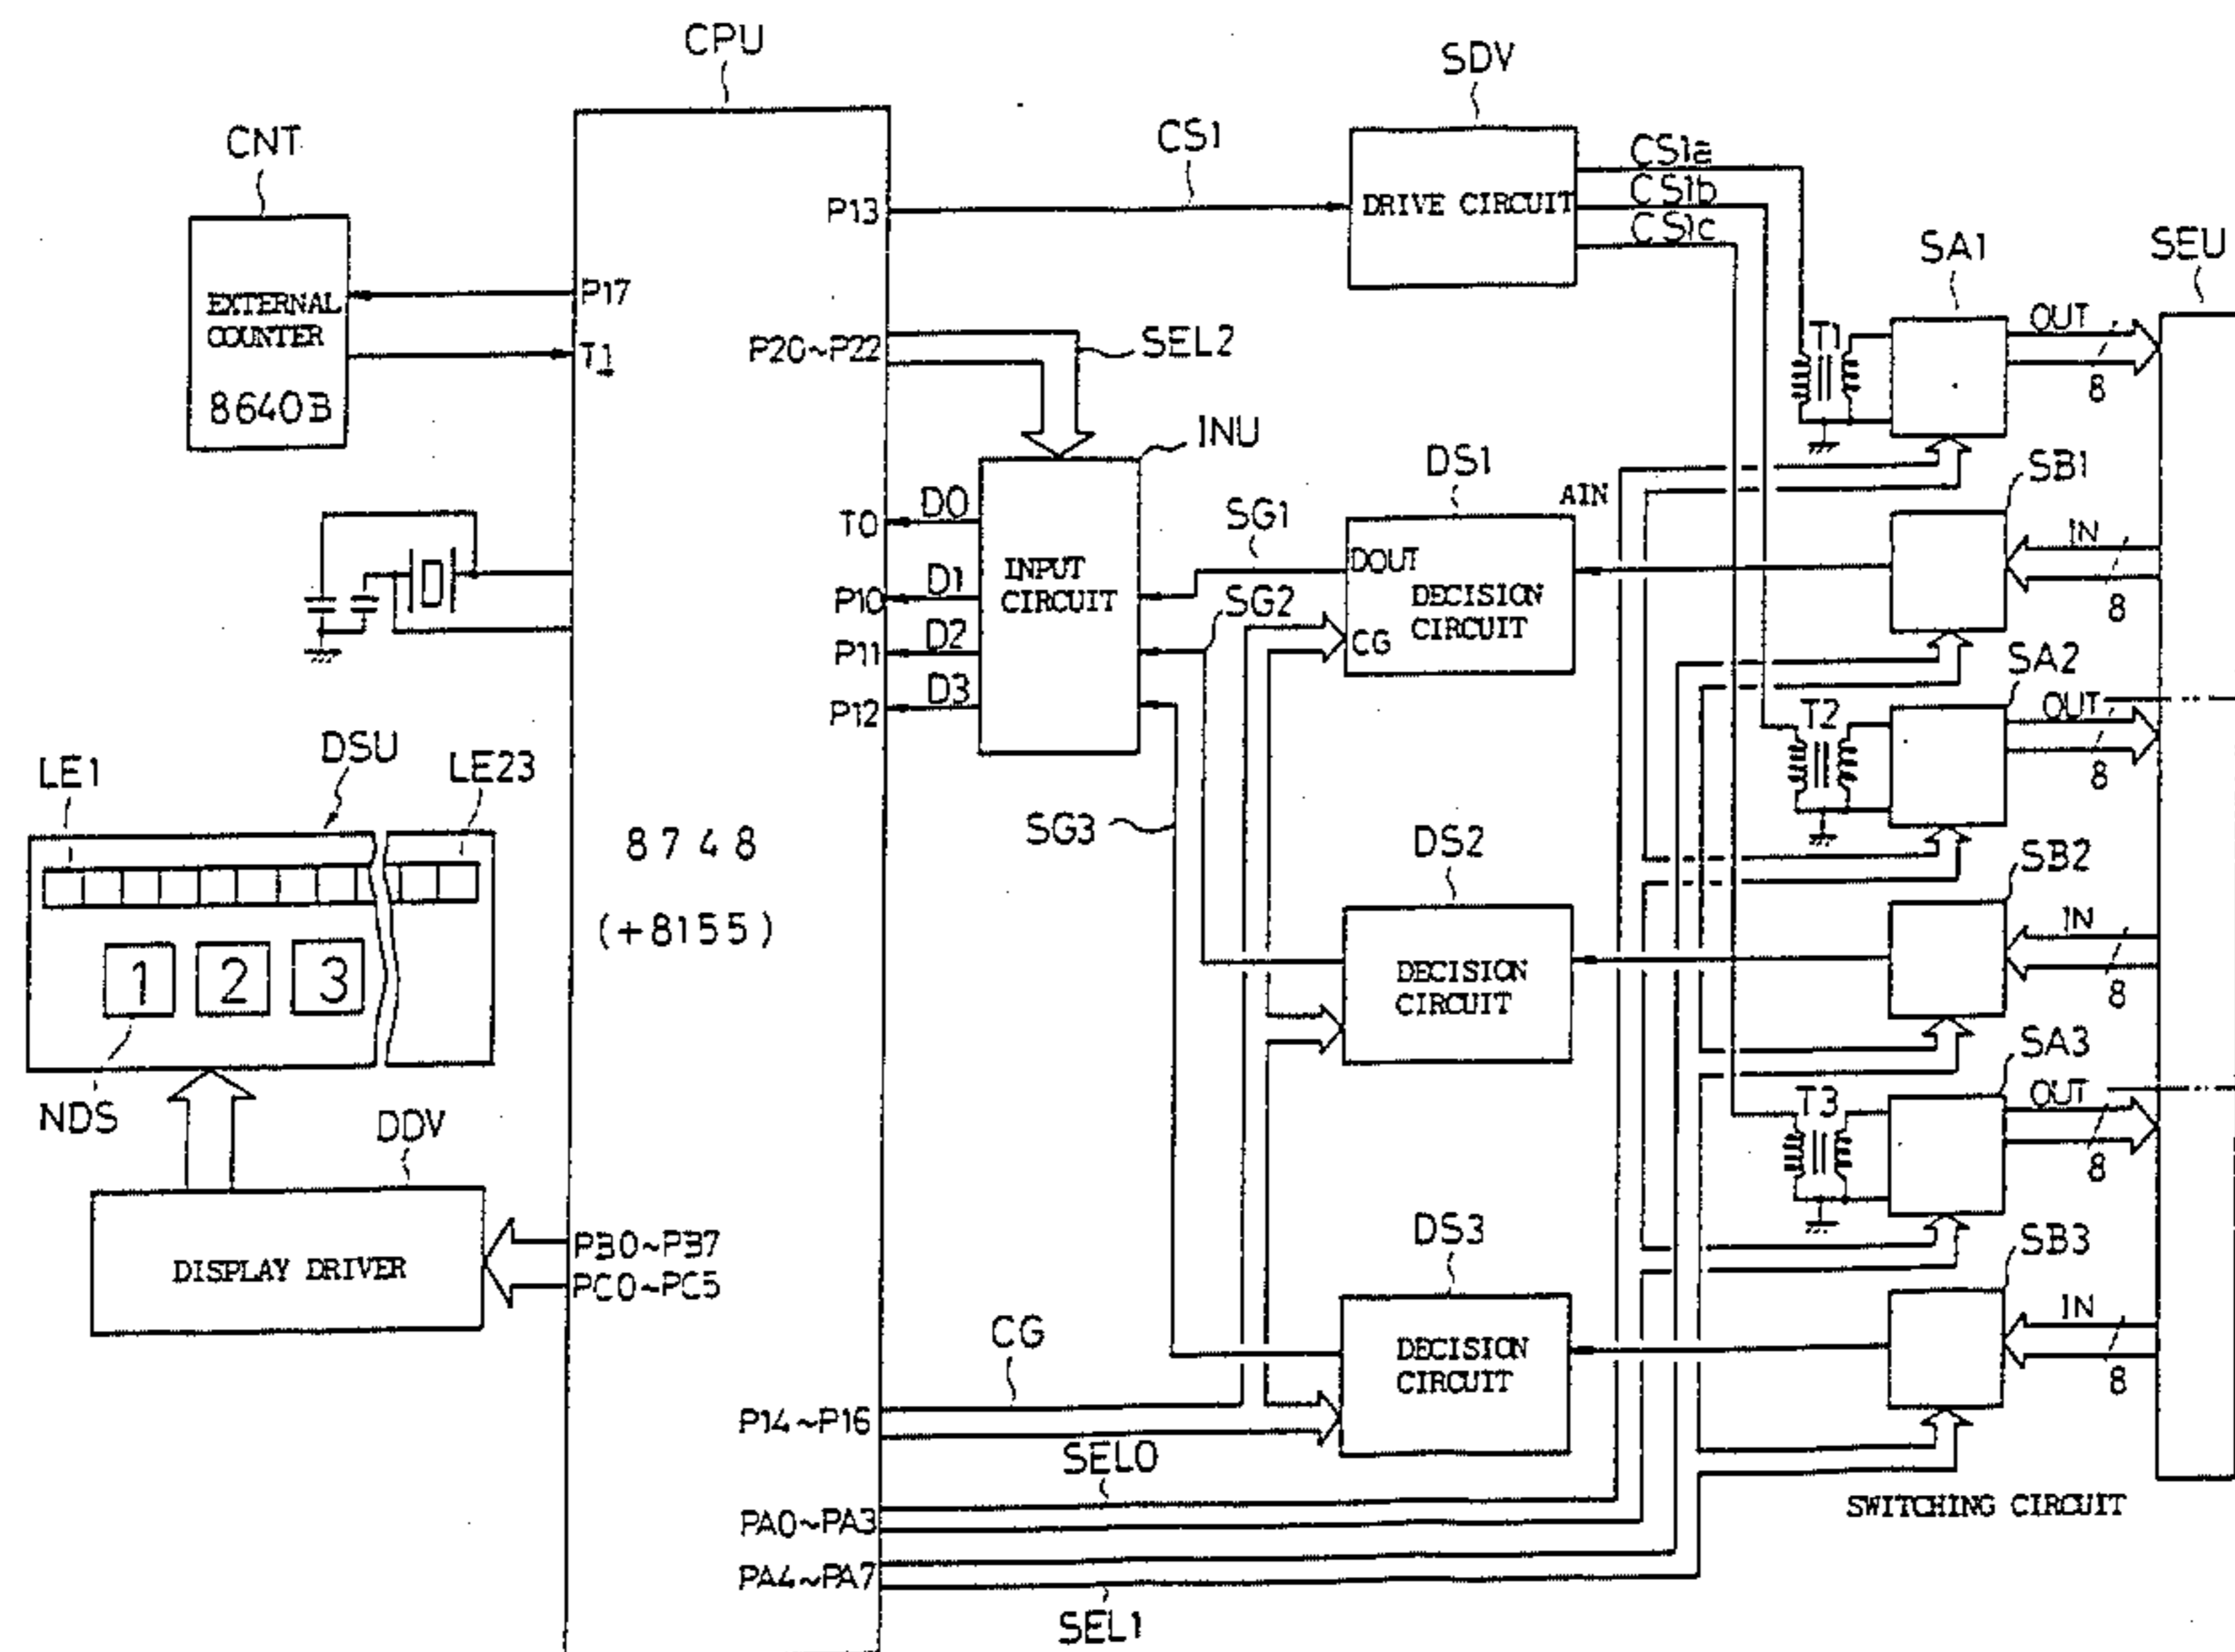 CPU
SDV
CNT
CS1
CS1a
CS1b
CS1c
P13
DRIVE CIRCUIT
SEU
SA1
EXTERNAL
COUNTER
8640B
P17
T1
P20~P22
SEL2
T1
OUT
8
INU
DS1
AIN
SB1
T0
D0
SG1
DOUT
IN
P10
D1
INPUT
CIRCUIT
SG2
DECISION
CIRCUIT
CG
8
P11
D2
SA2
P12
D3
T2
OUT
8
LE1
DSU
LE23
8748
(+8155)
SG3
DS2
SB2
1 2 3
DECISION
CIRCUIT
IN
8
SA3
NDS
DDV
T3
OUT
8
DISPLAY DRIVER
PB0~PB7
PC0~PC5
DS3
SB3
CG
DECISION
CIRCUIT
IN
8
P14~P16
SEL0
PA0~PA3
SWITCHING CIRCUIT
PA4~PA7
SEL1